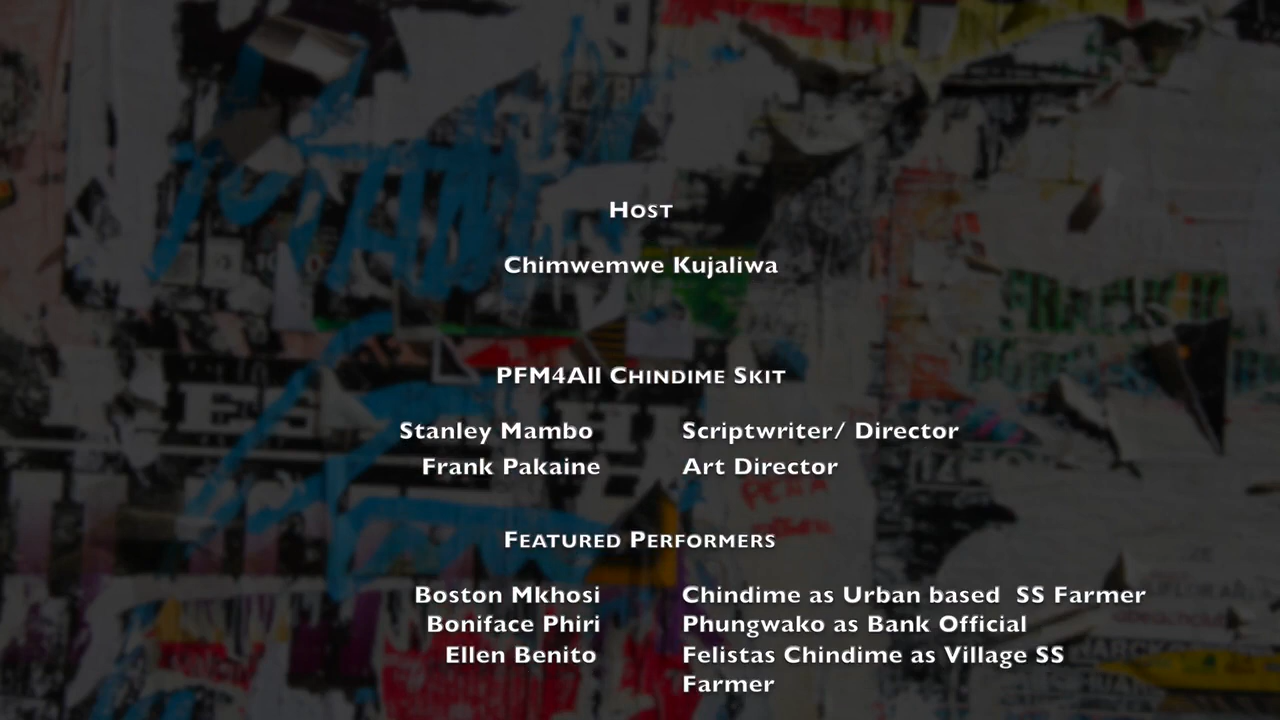 Host
Chimwemwe Kujaliwa
PFM4All Chindime Skit
Stanley Mambo Scriptwriter/ Director
Frank Pakaine Art Director
Featured Performers
Boston Mkhosi Chindime as Urban based  SS Farmer
Boniface Phiri Phungwako as Bank Official
Ellen Benito Felistas Chindime as Village SS
Farmer